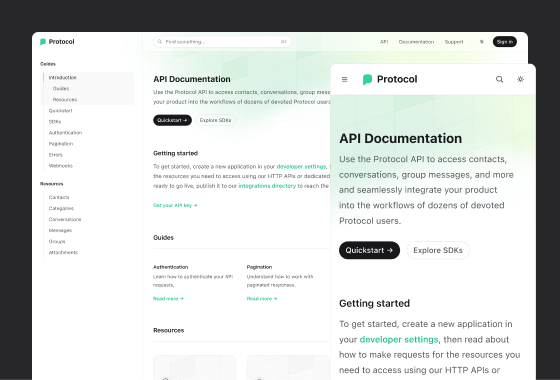 Protocol
Find something...
⌘K
API
Documentation
Support
Sign in
Guides
Introduction
Guides
Resources
Quickstart
SDKs
Authentication
Pagination
Errors
Webhooks
Resources
Contacts
Categories
Conversations
Messages
Groups
Attachments
API Documentation
Use the Protocol API to access contacts, conversations, group mess
your product into the workflows of dozens of devoted Protocol users
Quickstart →
Explore SDKs
Getting started
To get started, create a new application in your developer settings,
the resources you need to access using our HTTP APIs or dedicated
ready to go live, publish it to our integrations directory to reach the
Get your API key →
Guides
Authentication
Learn how to authenticate your API
requests.
Read more →
Pagination
Understand how to work with
paginated responses.
Read more →
Resources
Protocol
API Documentation
Use the Protocol API to access contacts,
conversations, group messages, and more
and seamlessly integrate your product
into the workflows of dozens of devoted
Protocol users.
Quickstart →
Explore SDKs
Getting started
To get started, create a new application in
your developer settings, then read about
how to make requests for the resources you
need to access using our HTTP APIs or